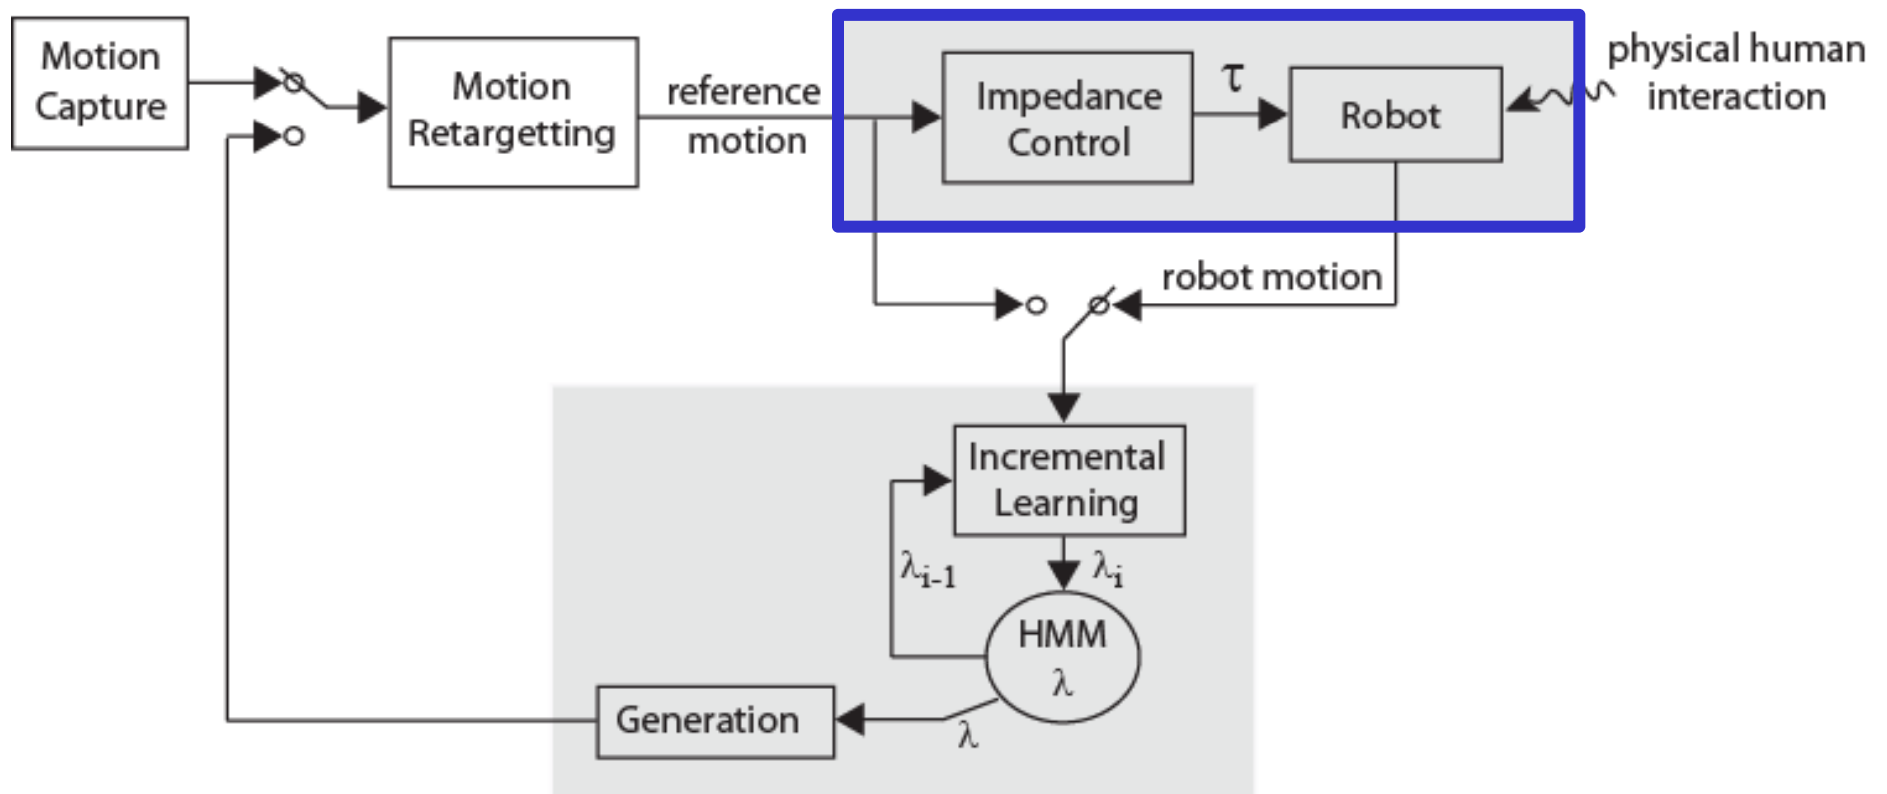 Motion
Capture
Motion
Retargetting
reference
motion
Impedance
Control
τ
Robot
physical human
interaction
robot motion
Incremental
Learning
λi-1
λi
HMM
λ
Generation
λ